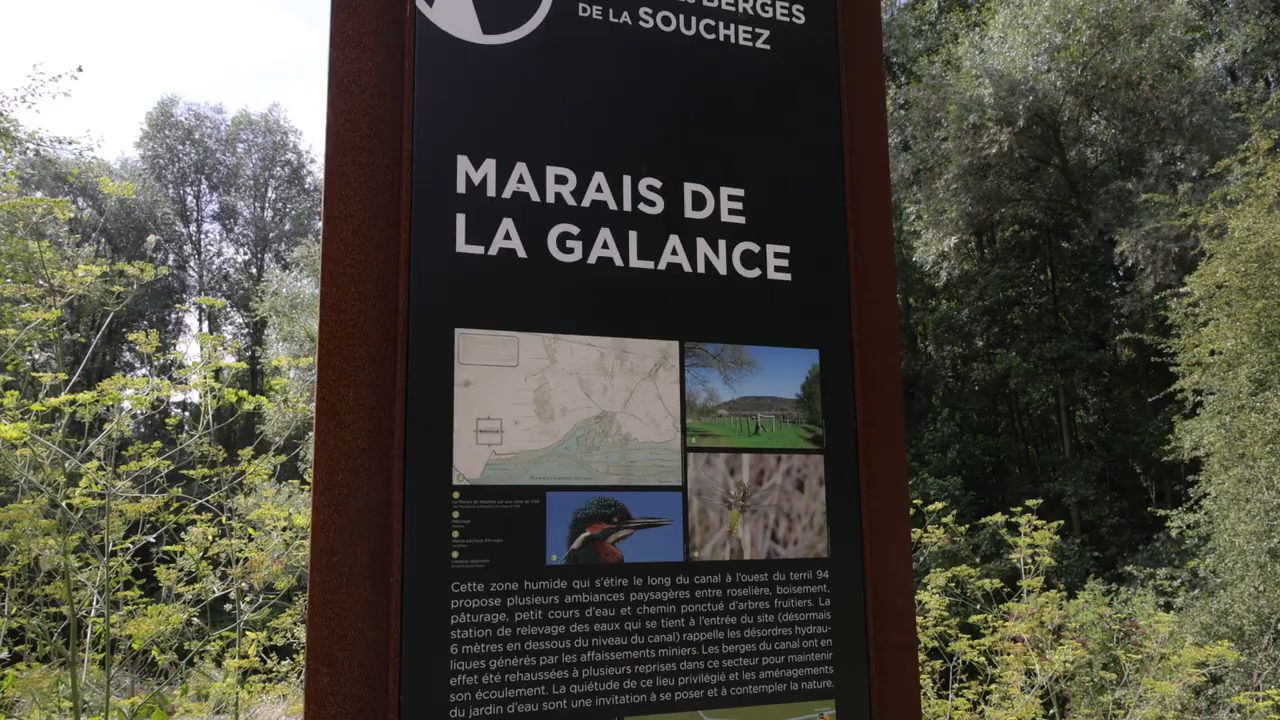 BERGES
DE LA SOUCHEZ
MARAIS DE
LA GALANCE
Cette zone humide qui s'étire le long du canal à l'ouest du terril 94
propose plusieurs ambiances paysagères entre roselière, boisement,
pâturage, petit cours d'eau et chemin ponctué d'arbres fruitiers. La
station de relevage des eaux qui se tient à l'entrée du site (désormais
6 mètres en dessous du niveau du canal) rappelle les désordres hydrau-
liques générés par les affaissements miniers. Les berges du canal ont en
effet été rehaussées à plusieurs reprises dans ce secteur pour maintenir
son écoulement. La quiétude de ce lieu privilégié et les aménagements
du jardin d'eau sont une invitation à se poser et à contempler la nature.